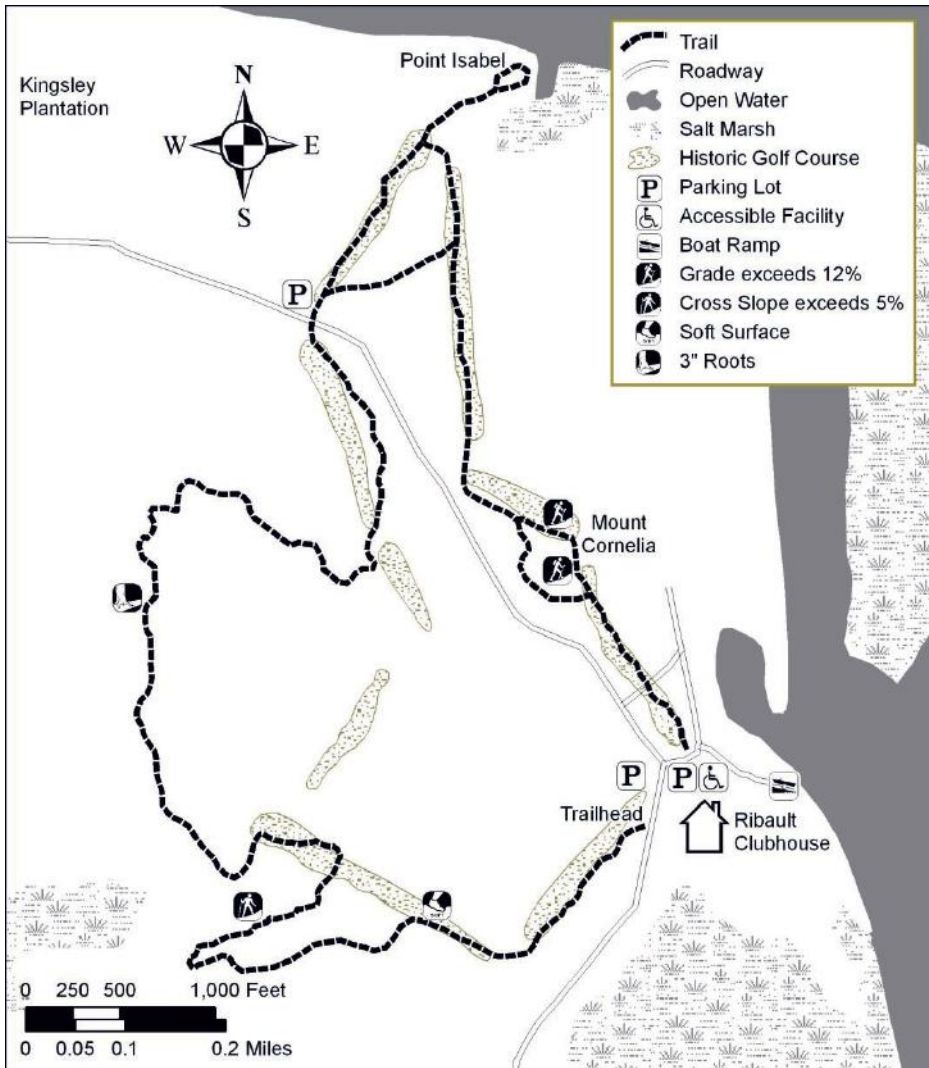 Kingsley
Plantation
N
W
E
S
Point Isabel
Trail
Roadway
Open Water
Salt Marsh
Historic Golf Course
P
Parking Lot
Accessible Facility
Boat Ramp
Grade exceeds 12%
Cross Slope exceeds 5%
Soft Surface
3" Roots
P
Mount
Cornelia
P
P
Trailhead
Ribault
Clubhouse
0 250 500 1,000 Feet
0 0.05 0.1 0.2 Miles